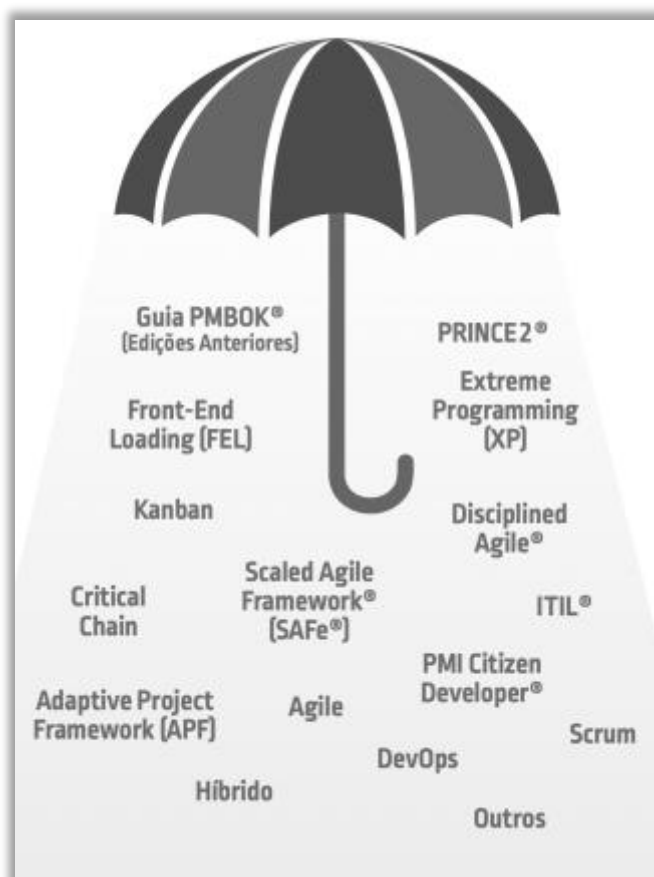 Guia PMBOK®
(Edições Anteriores)
PRINCE2®
Front-End
Loading (FEL)
Extreme
Programming
(XP)
Kanban
Disciplined
Agile®
Scaled Agile
Framework®
(SAFe®)
Critical
Chain
ITIL®
PMI Citizen
Developer®
Adaptive Project
Framework (APF)
Agile
Scrum
DevOps
Híbrido
Outros